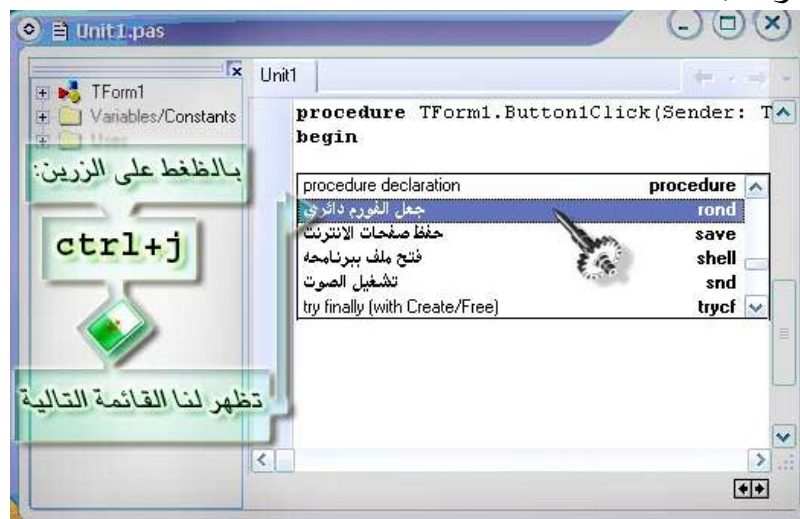 Unit1.pas
TForm1
Variables/Constants
Uses
Unit1
procedure TForm1.Button1Click(Sender: T
begin
بالظغط على الزرين:
ctrl+j
تظهر لنا القائمة التالية
procedure declaration procedure
جعل الفورم دائري rond
حفظ صفحات الانترنت save
فتح ملف ببرنامجه shell
تشغيل الصوت snd
try finally (with Create/Free) trycf